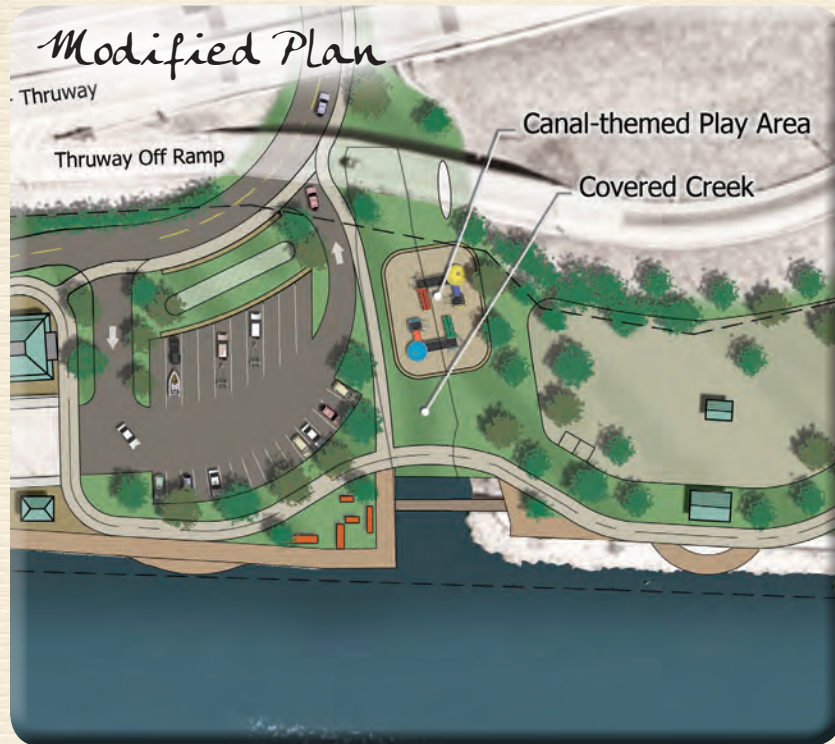 Modified Plan
- Thruway
Thruway Off Ramp
Canal-themed Play Area
Covered Creek